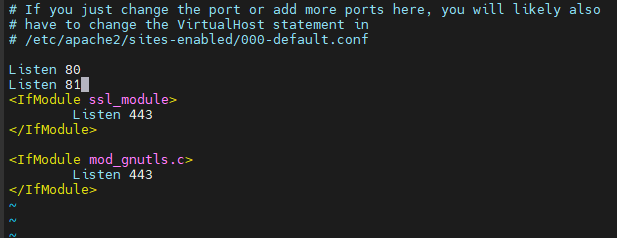 # If you just change the port or add more ports here, you will likely also
# have to change the VirtualHost statement in
# /etc/apache2/sites-enabled/000-default.conf
Listen 80
Listen 81
<IfModule ssl_module>
        Listen 443
</IfModule>
<IfModule mod_gnutls.c>
        Listen 443
</IfModule>
~
~
~